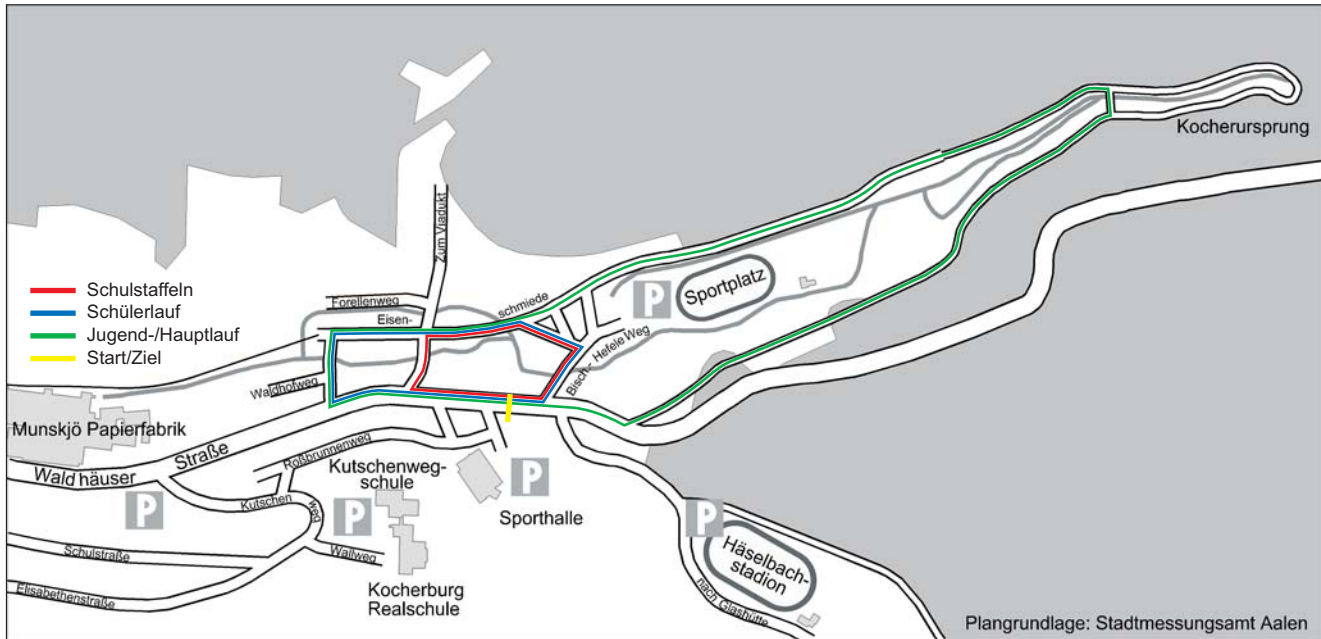 Kocherursprung
Zum Viadukt
Schulstaffeln
Schülerlauf
Jugend-/Hauptlauf
Start/Ziel
Forellenweg
Eisen-
schmiede
P
Sportplatz
Bisch.- Hefele Weg
Waldhofweg
Munskjö Papierfabrik
Wald häuser
Straße
Roßbrunnenweg
Kutschenweg-
schule
P
Sporthalle
P
Kutschen
weg
P
P
Häselbach-
stadion
Schulstraße
Wallweg
Elisabethenstraße
Kocherburg
Realschule
nach Glashütte
Plangrundlage: Stadtmessungsamt Aalen